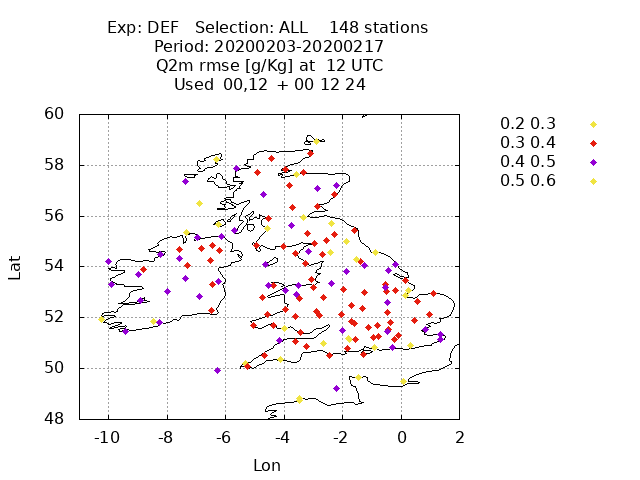 Exp: DEF Selection: ALL 148 stations
Period: 20200203-20200217
Q2m rmse [g/Kg] at 12 UTC
Used 00,12 + 00 12 24
60
58
56
54
52
50
48
Lat
-10 -8 -6 -4 -2 0 2
Lon
0.2 0.3
0.3 0.4
0.4 0.5
0.5 0.6